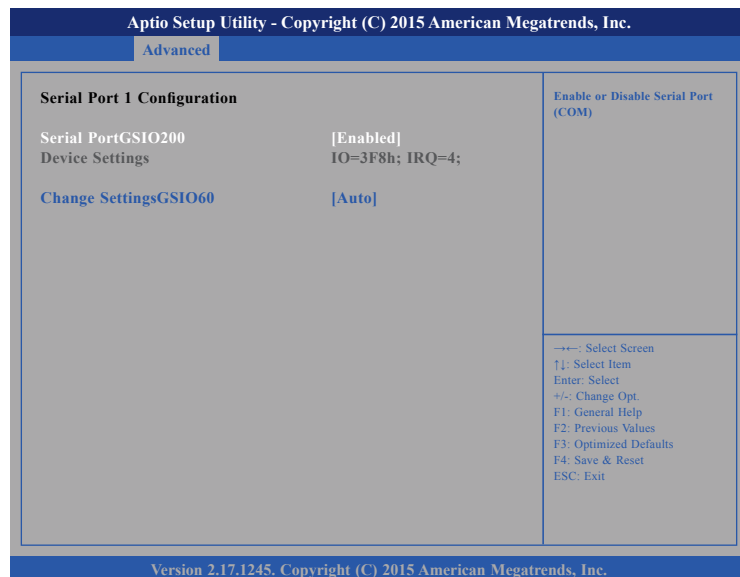 Aptio Setup Utility - Copyright (C) 2015 American Megatrends, Inc.
Advanced
Serial Port 1 Configuration
Serial PortGSIO200 [Enabled]
Device Settings IO=3F8h; IRQ=4;
Change SettingsGSIO60 [Auto]
Enable or Disable Serial Port
(COM)
→←: Select Screen
↑↓: Select Item
Enter: Select
+/-: Change Opt.
F1: General Help
F2: Previous Values
F3: Optimized Defaults
F4: Save & Reset
ESC: Exit
Version 2.17.1245. Copyright (C) 2015 American Megatrends, Inc.